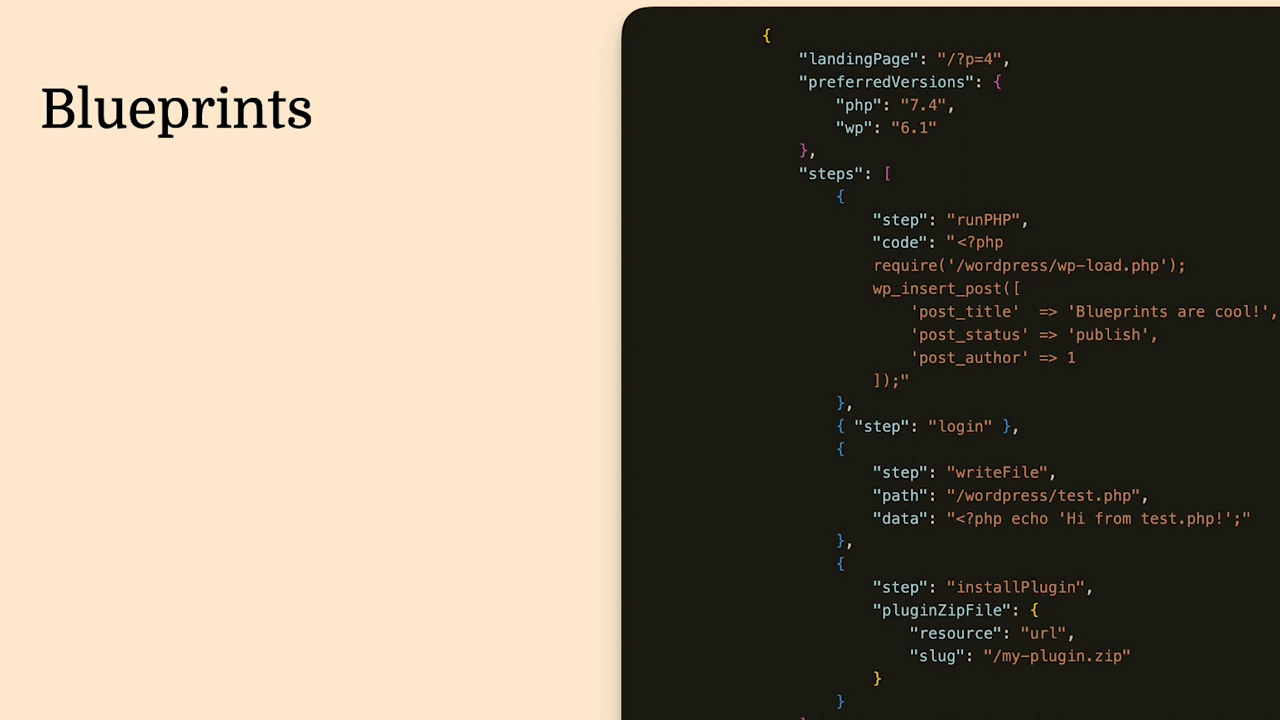 Blueprints
{
    "landingPage": "/?p=4",
    "preferredVersions": {
        "php": "7.4",
        "wp": "6.1"
    },
    "steps": [
        {
            "step": "runPHP",
            "code": "<?php
            require('/wordpress/wp-load.php');
            wp_insert_post([
                'post_title'  => 'Blueprints are cool!',
                'post_status' => 'publish',
                'post_author' => 1
            ]);"
        },
        { "step": "login" },
        {
            "step": "writeFile",
            "path": "/wordpress/test.php",
            "data": "<?php echo 'Hi from test.php!';"
        },
        {
            "step": "installPlugin",
            "pluginZipFile": {
                "resource": "url",
                "slug": "/my-plugin.zip"
            }
        }